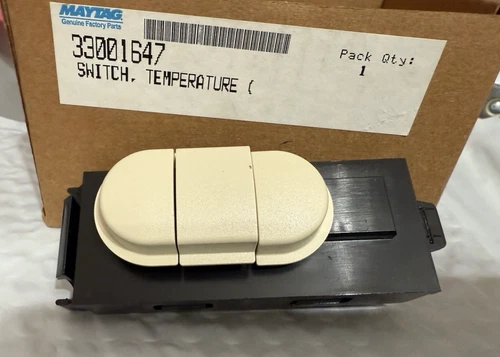 MAYTAG
Genuine Factory Parts
33001647
Pack Qty:
SWITCH, TEMPERATURE (
1